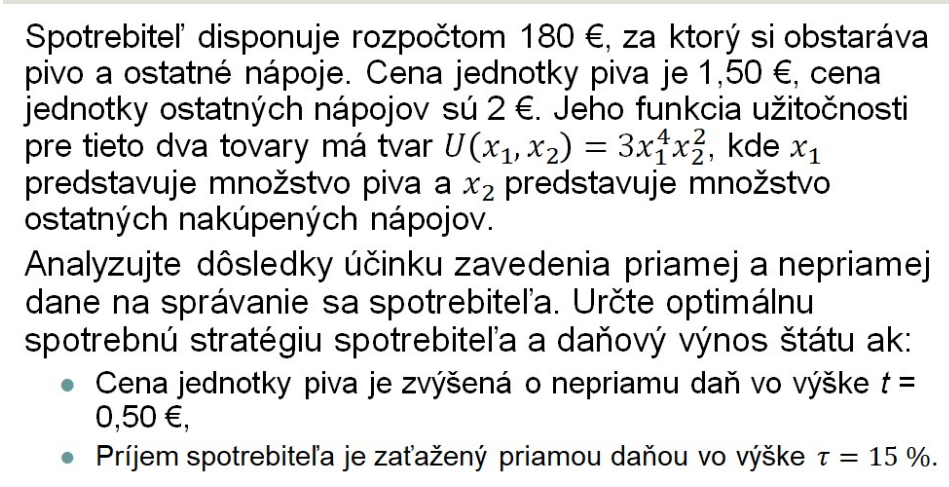 Spotrebiteľ disponuje rozpočtom 180 €, za ktorý si obstaráva
pivo a ostatné nápoje. Cena jednotky piva je 1,50 €, cena
jednotky ostatných nápojov sú 2 €. Jeho funkcia užitočnosti
pre tieto dva tovary má tvar $U(x_1, x_2) = 3x_1^4x_2^2$, kde $x_1$
predstavuje množstvo piva a $x_2$ predstavuje množstvo
ostatných nakúpených nápojov.
Analyzujte dôsledky účinku zavedenia priamej a nepriamej
dane na správanie sa spotrebiteľa. Určte optimálnu
spotrebnú stratégiu spotrebiteľa a daňový výnos štátu ak:
• Cena jednotky piva je zvýšená o nepriamu daň vo výške t =
0,50 €,
• Príjem spotrebiteľa je zaťažený priamou daňou vo výške $\tau = 15\ \%$.